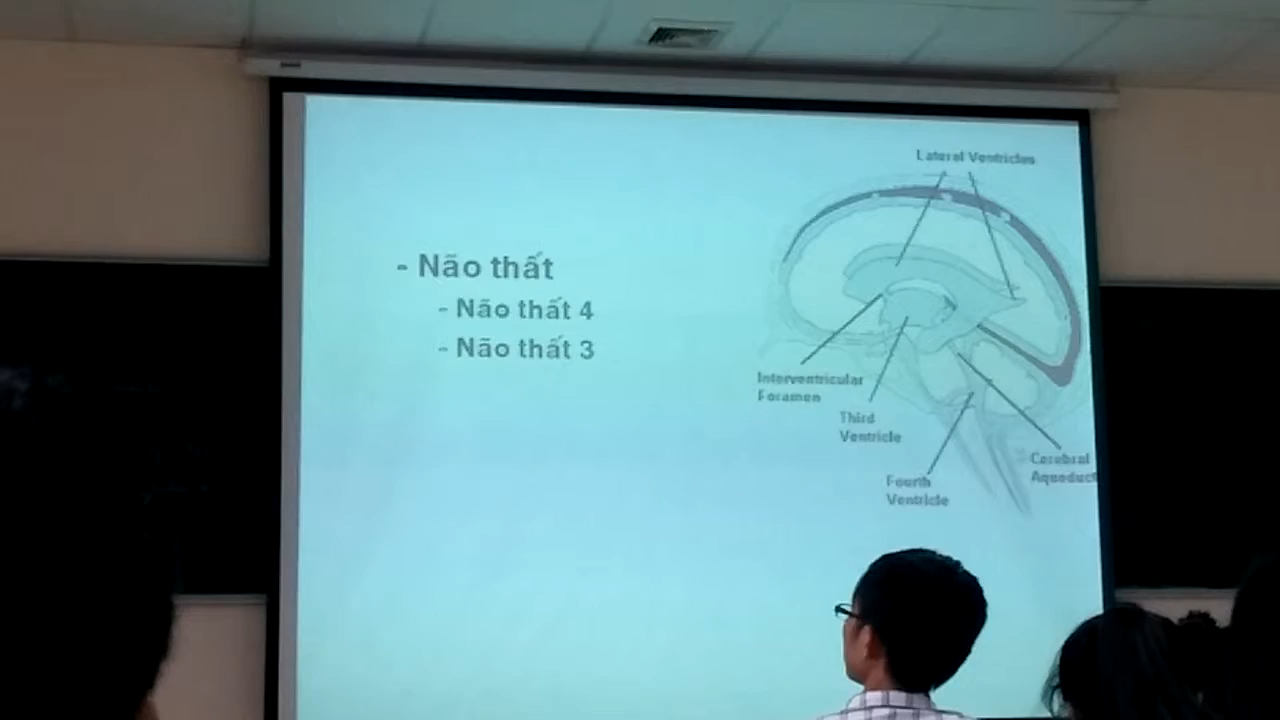 - Não thất
- Não thất 4
- Não thất 3
Lateral Ventricles
Interventricular
Foramen
Third
Ventricle
Fourth
Ventricle
Cerebral
Aqueduct